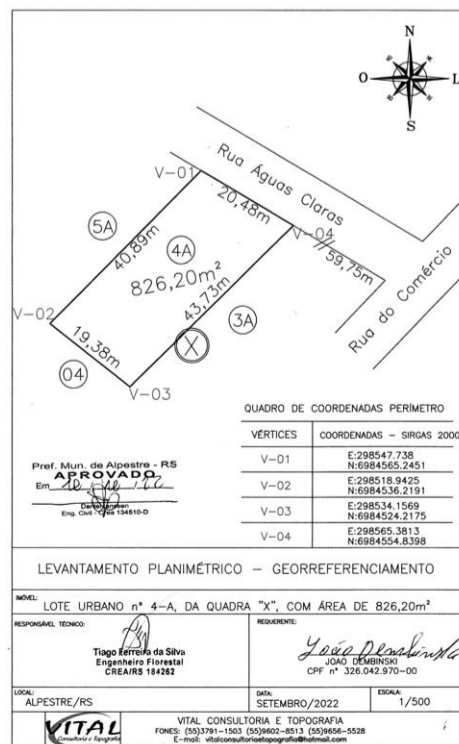 N
O
L
S
Rua Águas Claras
V-01
20,48m
V-04
59,75m
5A
40,89m
4A
826,20m²
43,73m
3A
Rua do Comércio
V-02
19,38m
X
04
V-03
QUADRO DE COORDENADAS PERÍMETRO
VÉRTICES
COORDENADAS – SIRGAS 2000
V-01
E:298547.738
N:6984565.2451
V-02
E:298518.9425
N:6984536.2191
V-03
E:298534.1569
N:6984524.2175
V-04
E:298565.3813
N:6984554.8398
Pref. Mun. de Alpestre - RS
APROVADO
Em
Eng. Civil - Crea 134610-D
LEVANTAMENTO PLANIMÉTRICO – GEORREFERENCIAMENTO
IMÓVEL:
LOTE URBANO n° 4-A, DA QUADRA "X", COM ÁREA DE 826,20m²
RESPONSÁVEL TÉCNICO:
Tiago Ferreira da Silva
Engenheiro Florestal
CREA/RS 184262
REQUERENTE:
João Dembinski
JOAO DEMBINSKI
CPF n° 326.042.970-00
LOCAL:
ALPESTRE/RS
DATA:
SETEMBRO/2022
ESCALA:
1/500
VITAL
Consultoria e Topografia
VITAL CONSULTORIA E TOPOGRAFIA
FONES: (55)3791-1503 (55)9602-8513 (55)9656-5528
E-mail: vitalconsultoriaetopografia@hotmail.com